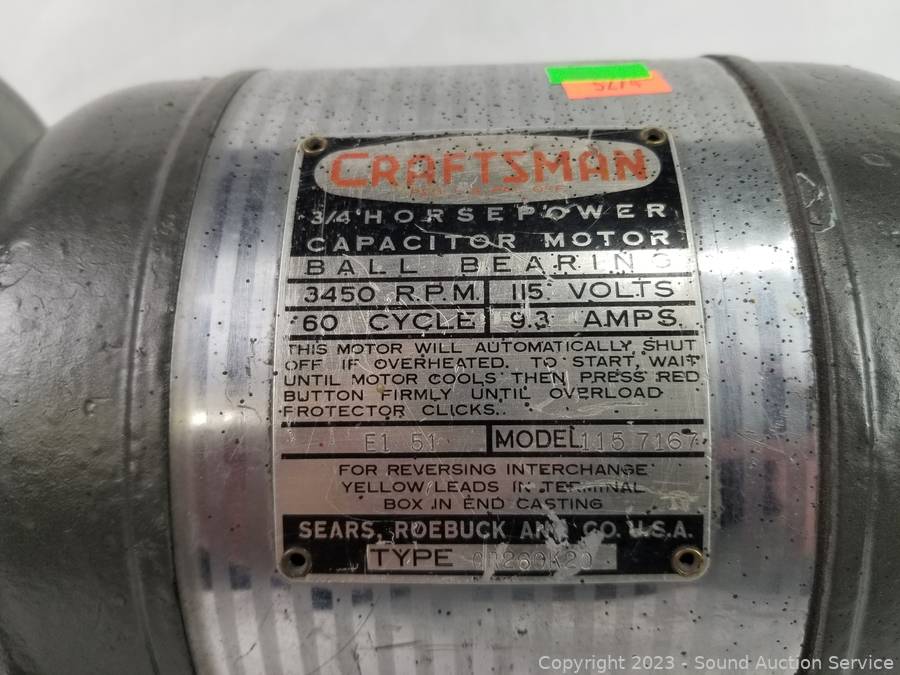 5274
CRAFTSMAN
3/4 HORSEPOWER
CAPACITOR MOTOR
BALL BEARING
3450 R.P.M. 115 VOLTS
60 CYCLE 9.3 AMPS.
THIS MOTOR WILL AUTOMATICALLY SHUT
OFF IF OVERHEATED. TO START, WAIT
UNTIL MOTOR COOLS THEN PRESS RED
BUTTON FIRMLY UNTIL OVERLOAD
PROTECTOR CLICKS.
E1 51 MODEL 115 7167
FOR REVERSING INTERCHANGE
YELLOW LEADS IN TERMINAL
BOX IN END CASTING
SEARS, ROEBUCK AND CO. U.S.A.
TYPE
Copyright 2023 - Sound Auction Service